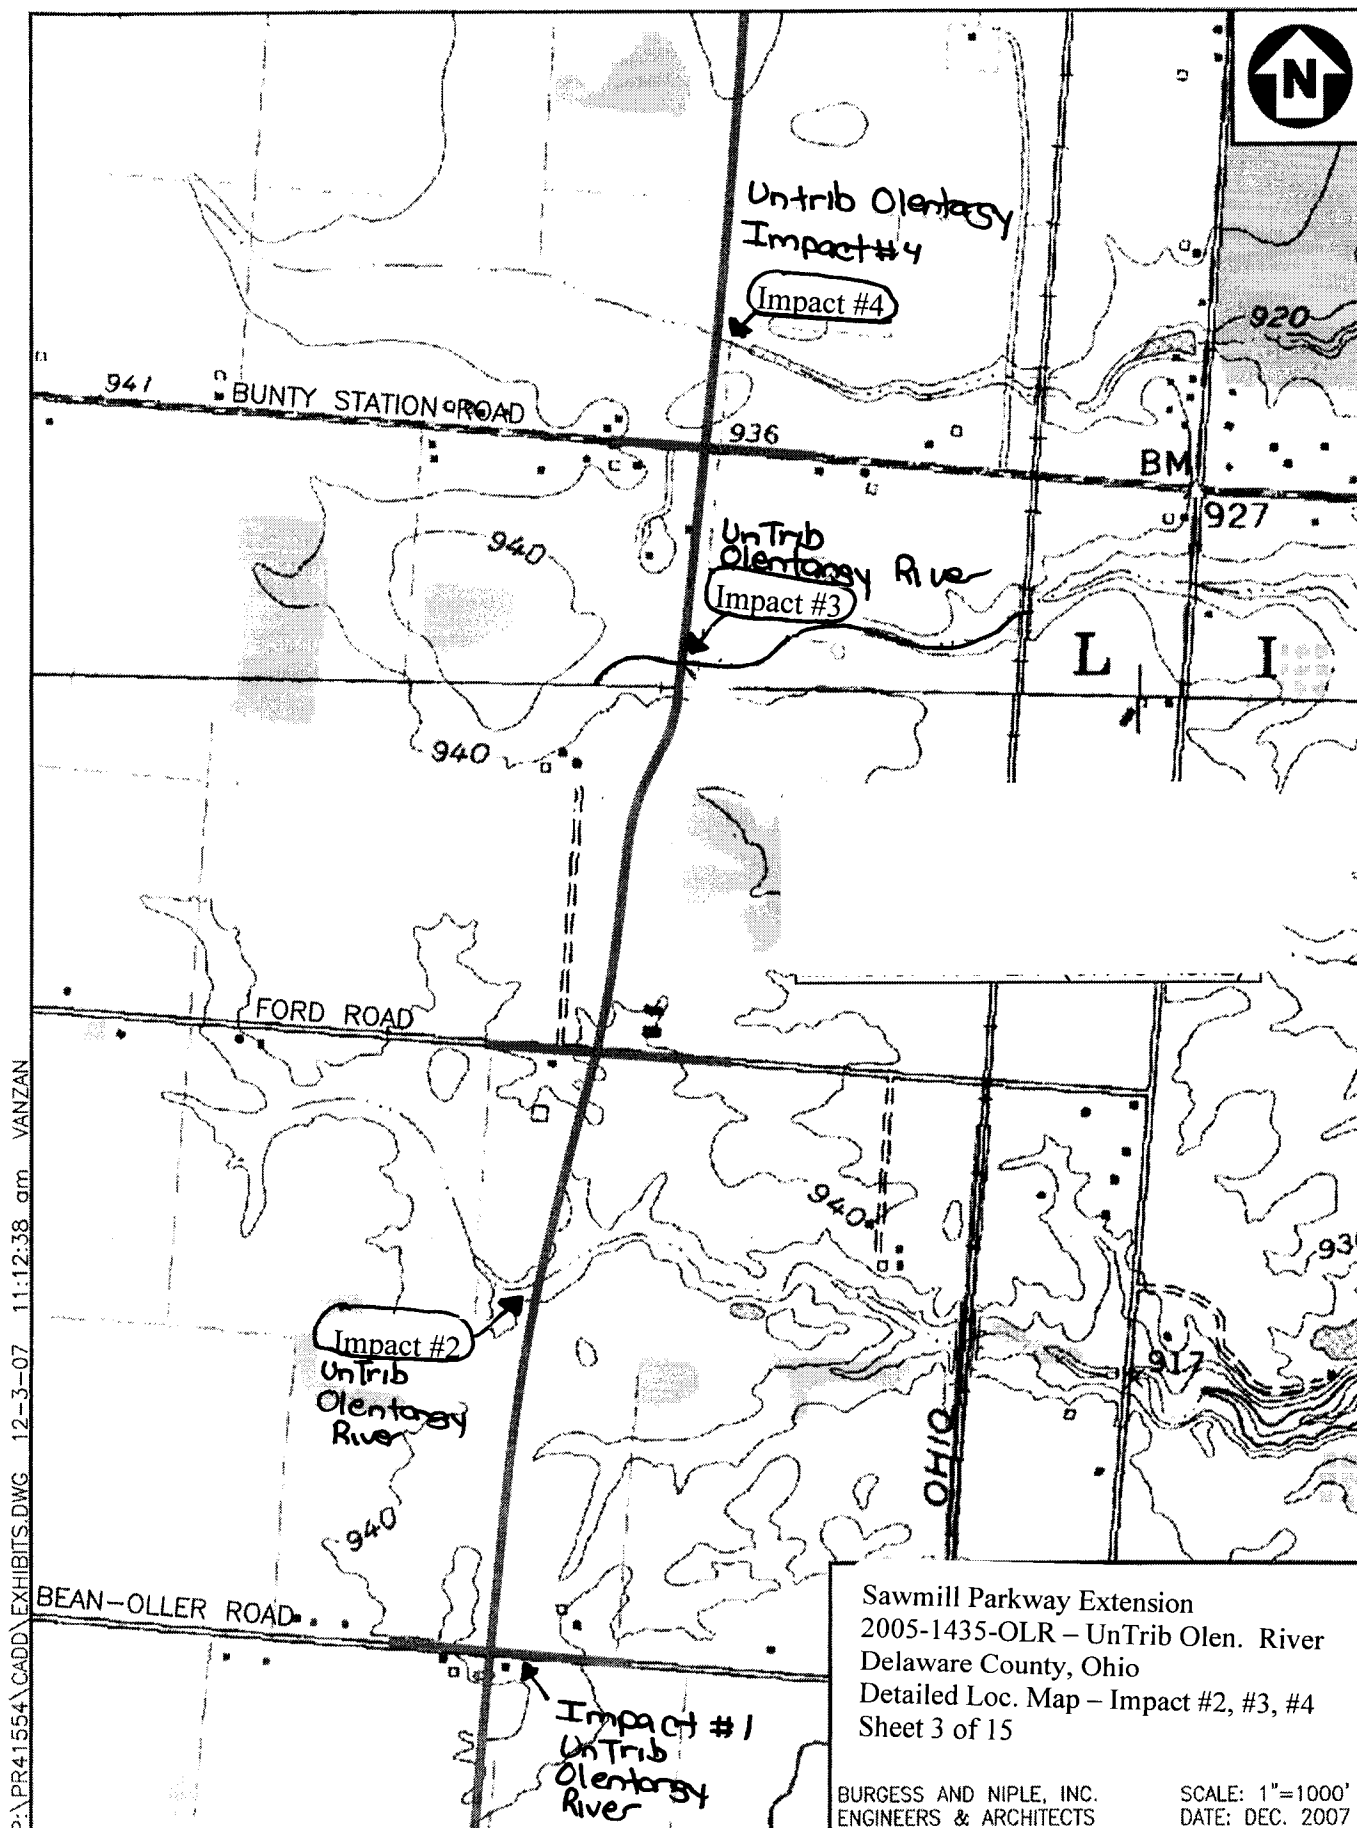 N
Untrib Olentangy
Impact #4
Impact #4
920
941
BUNTY STATION ROAD
936
BM
927
940
UnTrib
Olentangy River
Impact #3
L I
940
FORD ROAD
940
930
Impact #2
UnTrib
Olentangy
River
917
OHIO
940
BEAN-OLLER ROAD
Impact #1
UnTrib
Olentangy
River
Sawmill Parkway Extension
2005-1435-OLR – UnTrib Olen. River
Delaware County, Ohio
Detailed Loc. Map – Impact #2, #3, #4
Sheet 3 of 15
BURGESS AND NIPLE, INC.
ENGINEERS & ARCHITECTS
SCALE: 1"=1000'
DATE: DEC. 2007
P:\PR41554\CADD\EXHIBITS.DWG 12-3-07 11:12:38 am VANZAN